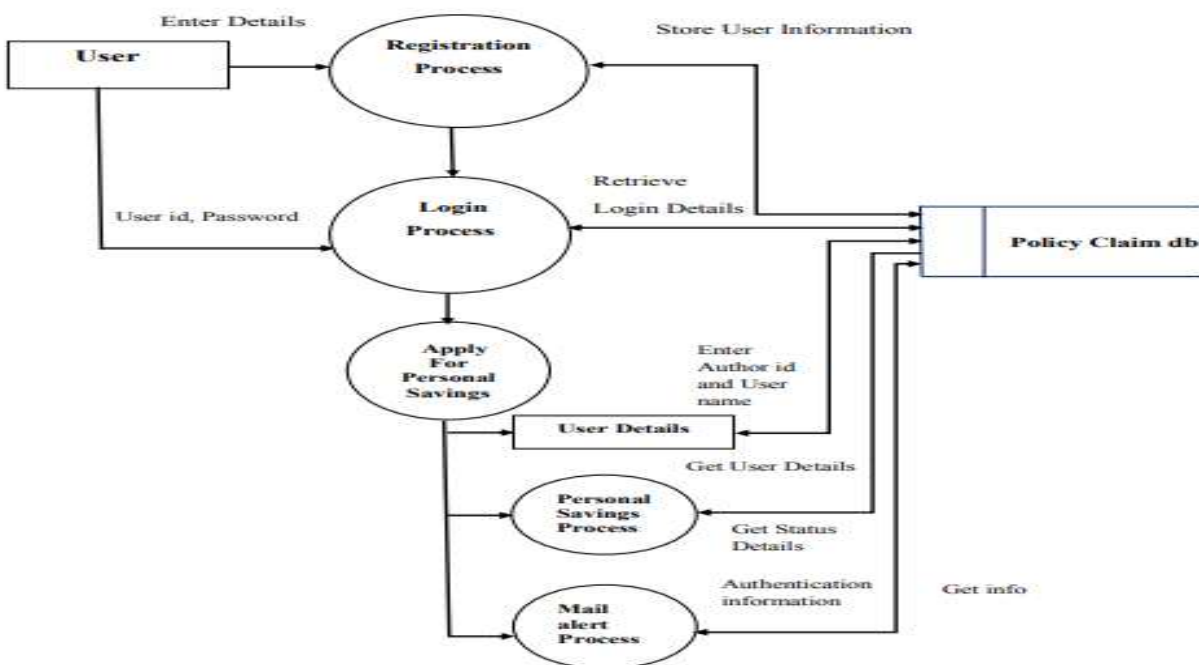 Enter Details
User
Registration
Process
Store User Information
User id, Password
Login
Process
Retrieve
Login Details
Policy Claim db
Apply
For
Personal
Savings
Enter
Author id
and User
name
User Details
Get User Details
Personal
Savings
Process
Get Status
Details
Authentication
information
Get info
Mail
alert
Process